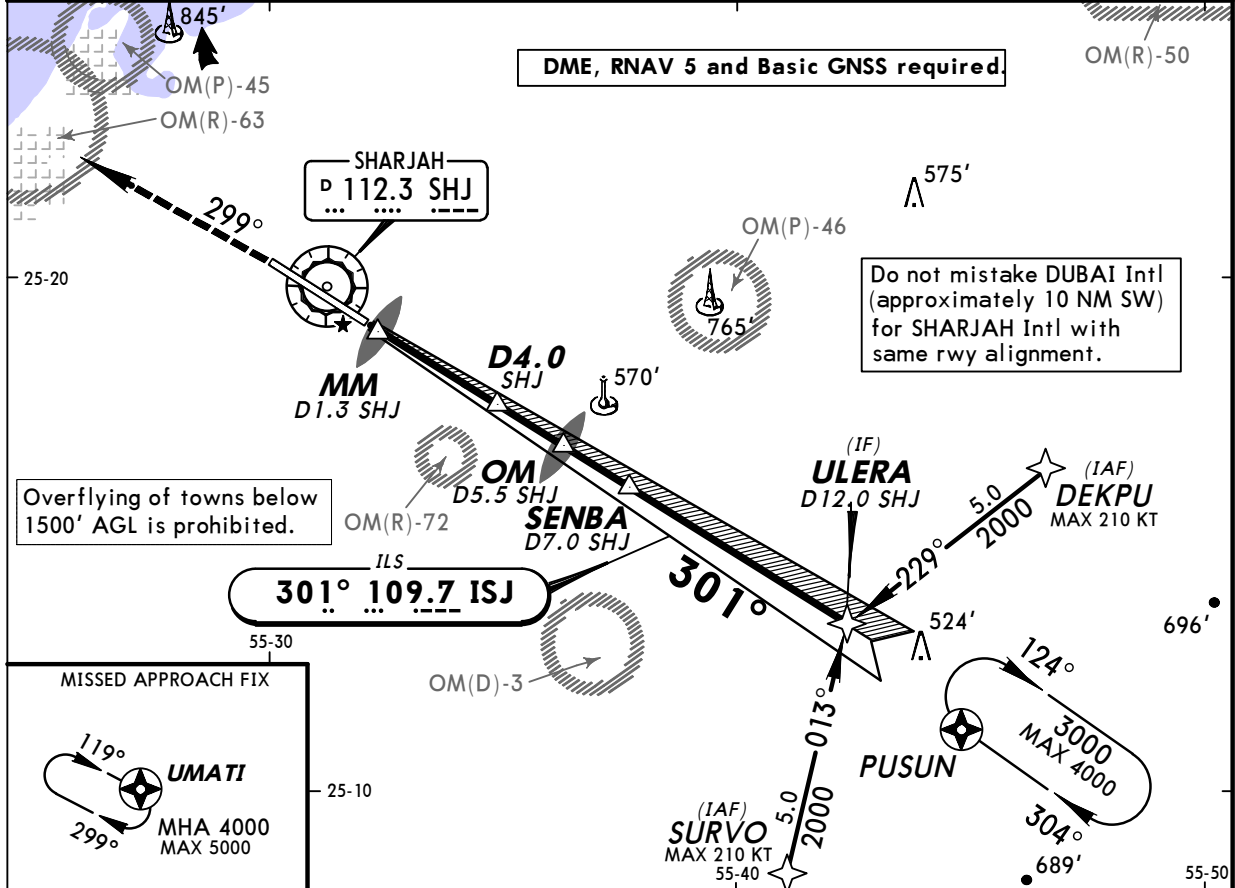 845'
OM(P)-45
OM(R)-63
DME, RNAV 5 and Basic GNSS required.
OM(R)-50
SHARJAH
D 112.3 SHJ
299°
575'
OM(P)-46
765'
25-20
Do not mistake DUBAI Intl
(approximately 10 NM SW)
for SHARJAH Intl with
same rwy alignment.
MM
D1.3 SHJ
D4.0
SHJ
570'
OM
D5.5 SHJ
SENBA
D7.0 SHJ
OM(R)-72
(IF)
ULERA
D12.0 SHJ
(IAF)
DEKPU
MAX 210 KT
5.0
2000
229°
Overflying of towns below
1500' AGL is prohibited.
ILS
301° 109.7 ISJ
301°
524'
696'
55-30
OM(D)-3
013°
5.0
2000
(IAF)
SURVO
MAX 210 KT
PUSUN
124°
3000
MAX 4000
304°
689'
MISSED APPROACH FIX
119°
UMATI
299°
MHA 4000
MAX 5000
25-10
55-40
55-50